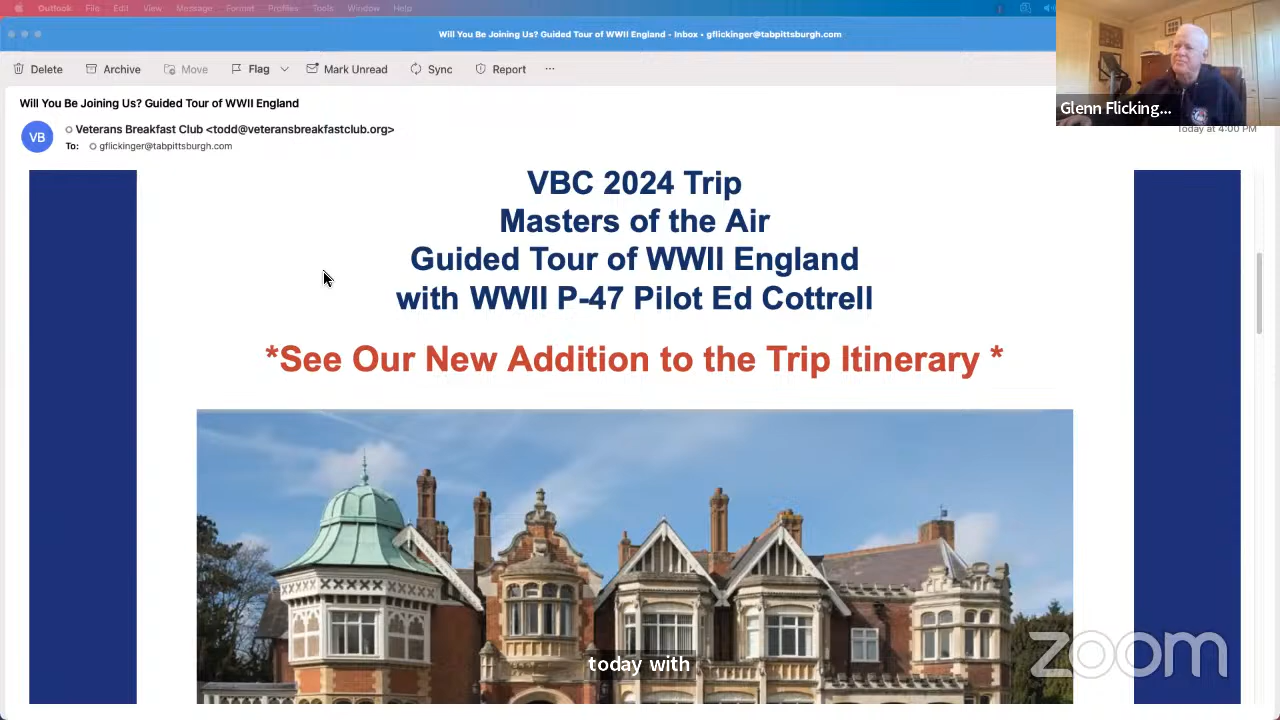 Outlook File Edit View Message Format Profiles Tools Window Help
Will You Be Joining Us? Guided Tour of WWII England • Inbox • gflickinger@tabpittsburgh.com
Delete Archive Move Flag Mark Unread Sync Report ...
Will You Be Joining Us? Guided Tour of WWII England
VB
Veterans Breakfast Club <todd@veteransbreakfastclub.org>
Today at 4:00 PM
To: gflickinger@tabpittsburgh.com
Glenn Flicking...
VBC 2024 Trip
Masters of the Air
Guided Tour of WWII England
with WWII P-47 Pilot Ed Cottrell
*See Our New Addition to the Trip Itinerary *
today with
zoom